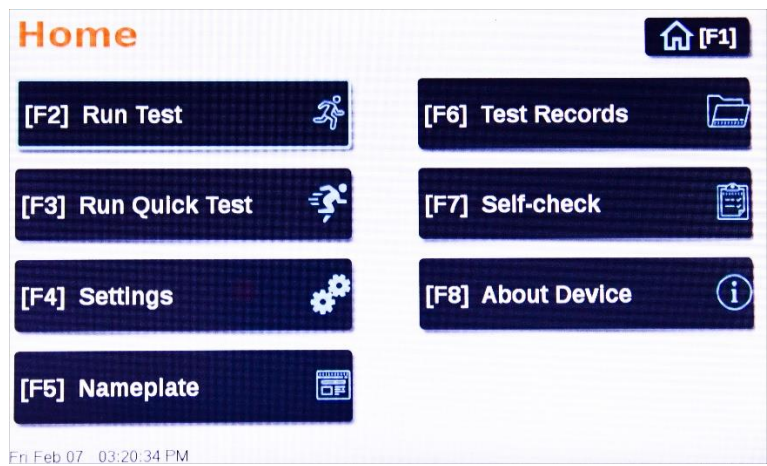 Home
[F1]
[F2] Run Test
[F3] Run Quick Test
[F4] Settings
[F5] Nameplate
[F6] Test Records
[F7] Self-check
[F8] About Device
Fri Feb 07 03:20:34 PM